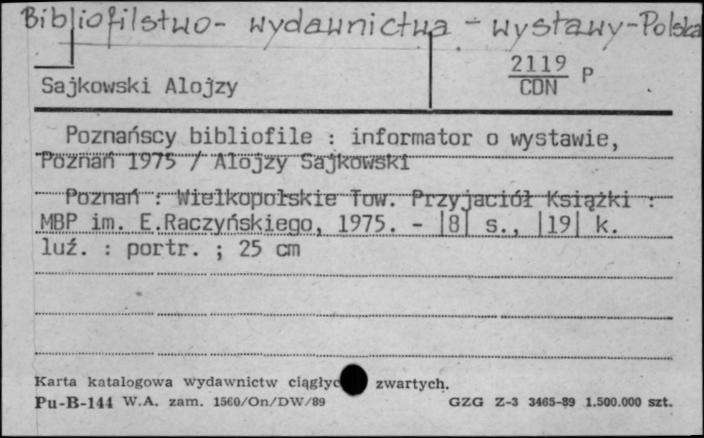 Bibliofilstwo - wydawnictwa - wystawy - Polska
Sajkowski Alojzy
2119 P
CDN
Poznańscy bibliofile : informator o wystawie,
Poznań 1975 / Alojzy Sajkowski
Poznań : Wielkopolskie Tow. Przyjaciół Książki :
MBP im. E.Raczyńskiego, 1975. - |8| s., |19| k.
luź. : portr. ; 25 cm
Karta katalogowa wydawnictw zwartych.
Pu-B-144 W.A. zam. 1560/On/DW/89 GZG Z-3 3465-89 1.500.000 szt.